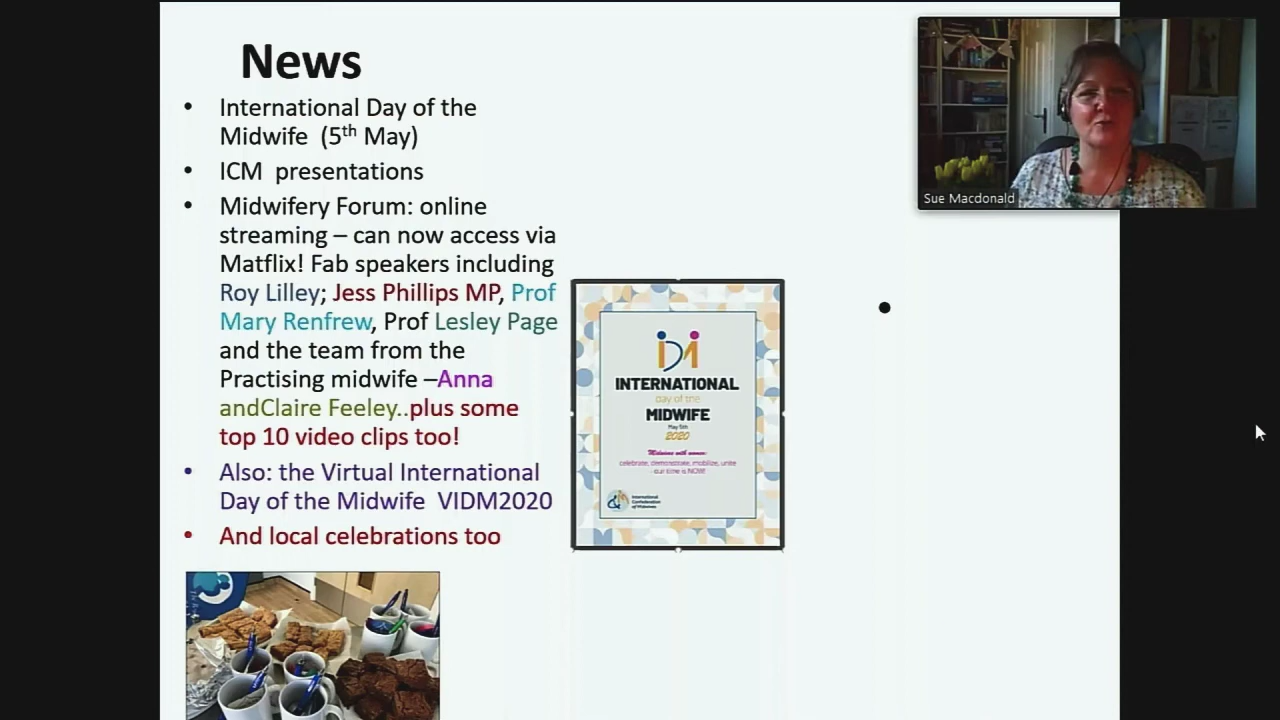 News
• International Day of the
Midwife (5th May)
• ICM presentations
• Midwifery Forum: online
streaming – can now access via
Matflix! Fab speakers including
Roy Lilley; Jess Phillips MP, Prof
Mary Renfrew, Prof Lesley Page
and the team from the
Practising midwife –Anna
andClaire Feeley..plus some
top 10 video clips too!
• Also: the Virtual International
Day of the Midwife VIDM2020
• And local celebrations too
INTERNATIONAL
day of the
MIDWIFE
May 5th
2020
Midwives with women:
celebrate, demonstrate, mobilize, unite
our time is NOW!
International
Confederation
of Midwives
•
Sue Macdonald